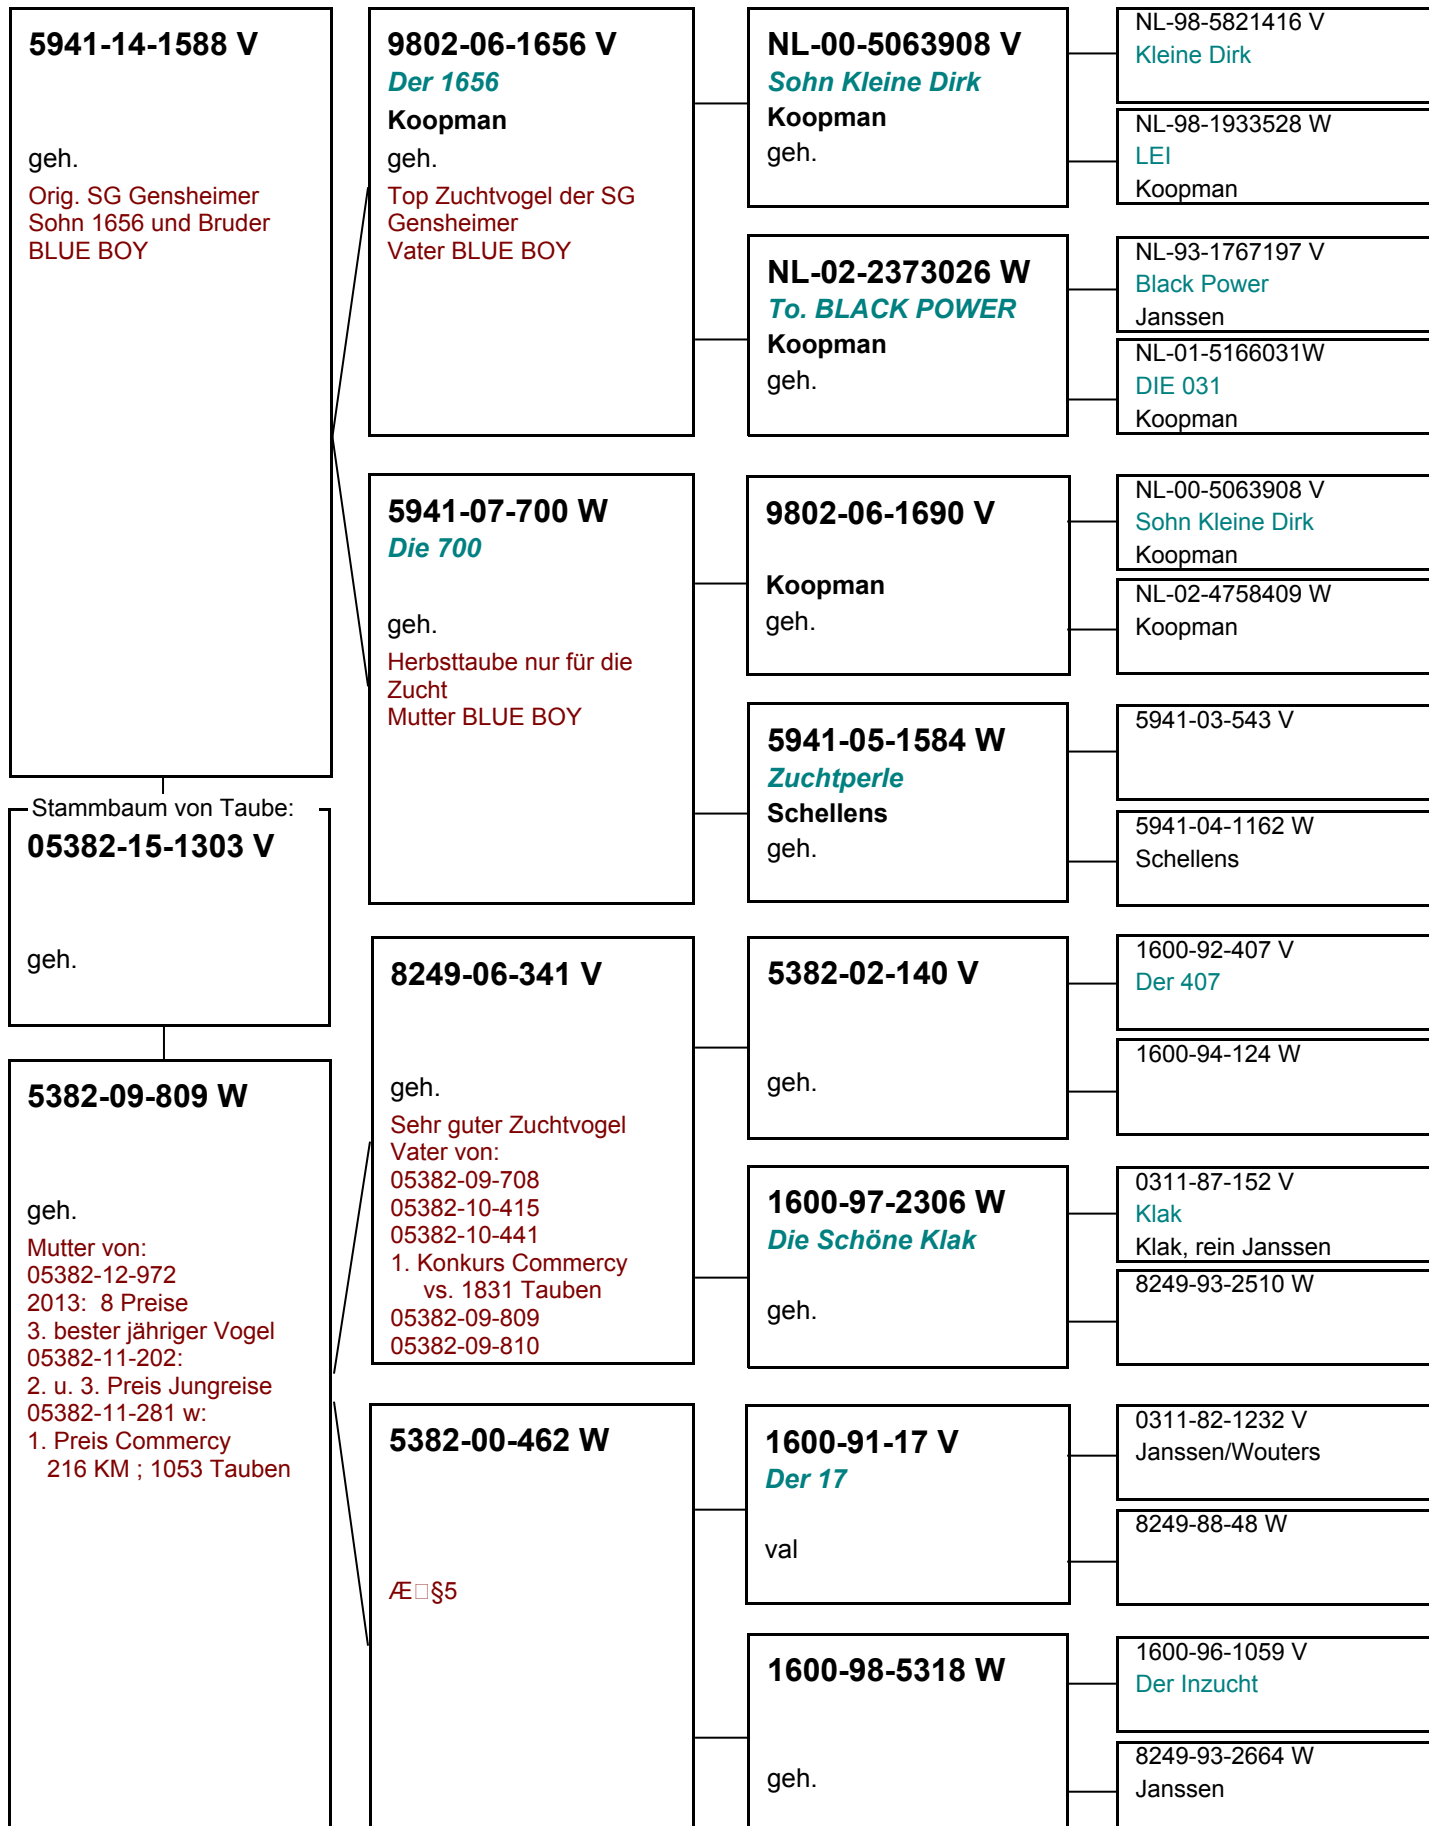 5941-14-1588 V
geh.
Orig. SG Gensheimer
Sohn 1656 und Bruder
BLUE BOY
Stammbaum von Taube:
05382-15-1303 V
geh.
5382-09-809 W
geh.
Mutter von:
05382-12-972
2013:  8 Preise
3. bester jähriger Vogel
05382-11-202:
2. u. 3. Preis Jungreise
05382-11-281 w:
1. Preis Commercy
216 KM ; 1053 Tauben
9802-06-1656 V
Der 1656
Koopman
geh.
Top Zuchtvogel der SG
Gensheimer
Vater BLUE BOY
5941-07-700 W
Die 700
geh.
Herbsttaube nur für die
Zucht
Mutter BLUE BOY
8249-06-341 V
geh.
Sehr guter Zuchtvogel
Vater von:
05382-09-708
05382-10-415
05382-10-441
1. Konkurs Commercy
vs. 1831 Tauben
05382-09-809
05382-09-810
5382-00-462 W
Æ□§5
NL-00-5063908 V
Sohn Kleine Dirk
Koopman
geh.
NL-02-2373026 W
To. BLACK POWER
Koopman
geh.
9802-06-1690 V
Koopman
geh.
5941-05-1584 W
Zuchtperle
Schellens
geh.
5382-02-140 V
geh.
1600-97-2306 W
Die Schöne Klak
geh.
1600-91-17 V
Der 17
val
1600-98-5318 W
geh.
NL-98-5821416 V
Kleine Dirk
NL-98-1933528 W
LEI
Koopman
NL-93-1767197 V
Black Power
Janssen
NL-01-5166031W
DIE 031
Koopman
NL-00-5063908 V
Sohn Kleine Dirk
Koopman
NL-02-4758409 W
Koopman
5941-03-543 V
5941-04-1162 W
Schellens
1600-92-407 V
Der 407
1600-94-124 W
0311-87-152 V
Klak
Klak, rein Janssen
8249-93-2510 W
0311-82-1232 V
Janssen/Wouters
8249-88-48 W
1600-96-1059 V
Der Inzucht
8249-93-2664 W
Janssen